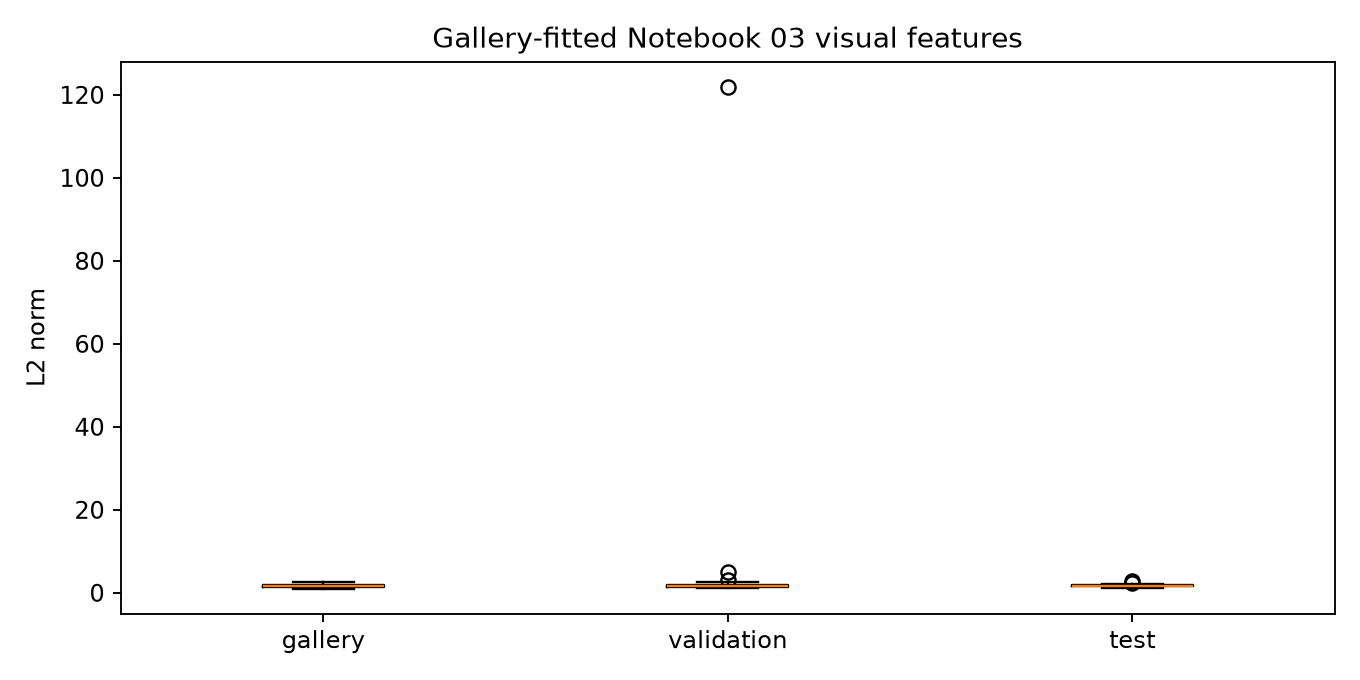 Gallery-fitted Notebook 03 visual features
L2 norm
120
100
80
60
40
20
0
gallery
validation
test